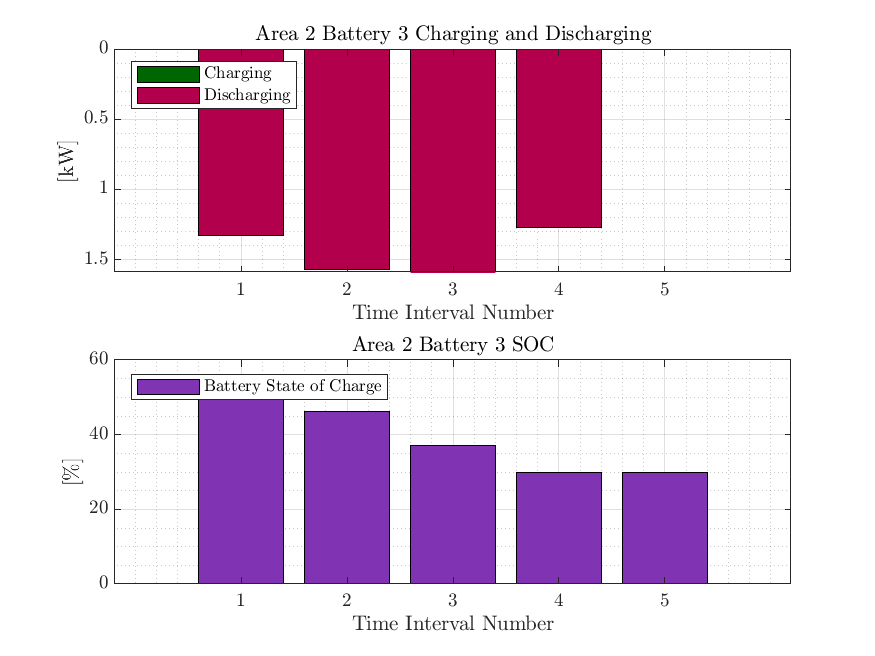 Area 2 Battery 3 Charging and Discharging
0
0.5
1
1.5
[kW]
Charging
Discharging
1 2 3 4 5
Time Interval Number
Area 2 Battery 3 SOC
60
40
20
0
[%]
Battery State of Charge
1 2 3 4 5
Time Interval Number